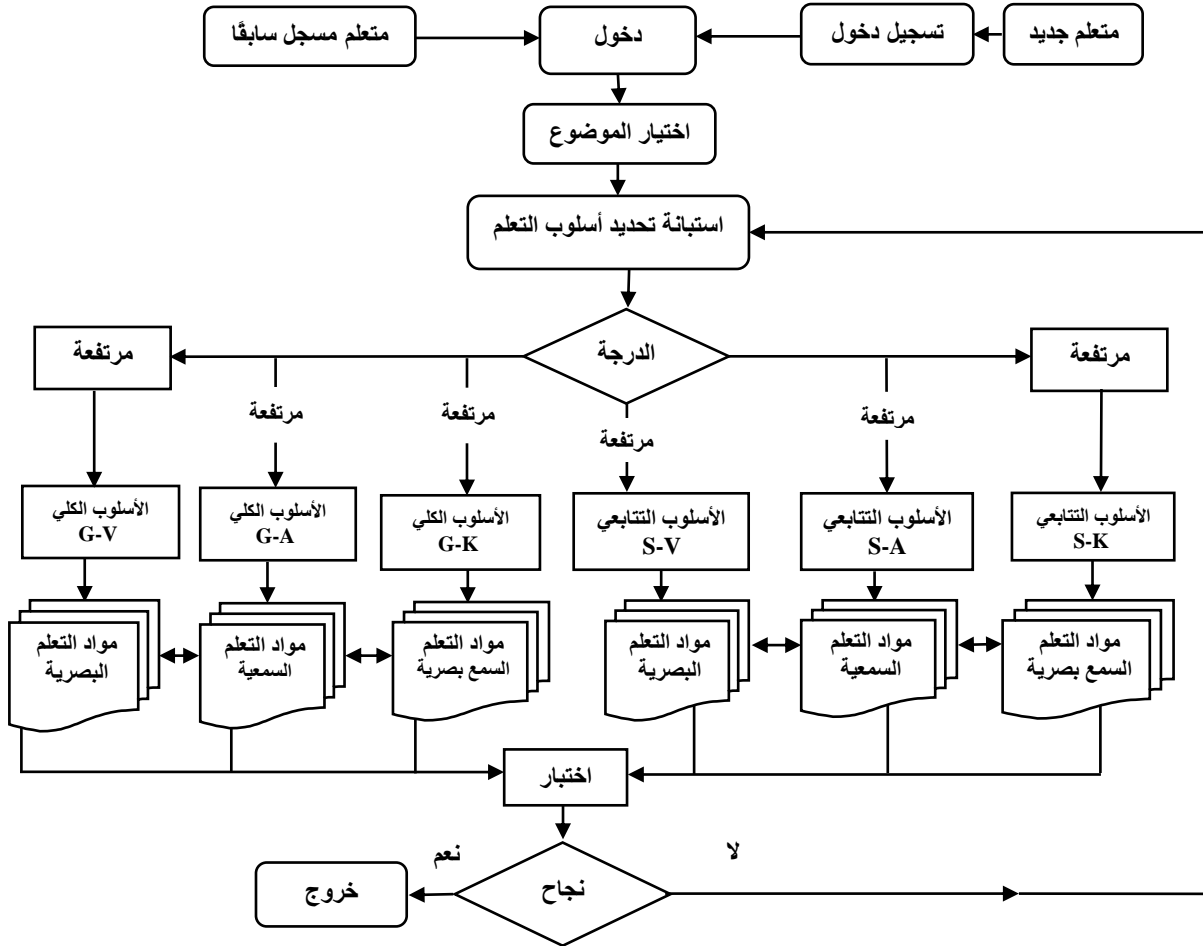 متعلم جديد
تسجيل دخول
دخول
متعلم مسجل سابقًا
اختيار الموضوع
استبانة تحديد أسلوب التعلم
الدرجة
مرتفعة
مرتفعة
مرتفعة
مرتفعة
مرتفعة
مرتفعة
الأسلوب التتابعي
S-K
الأسلوب التتابعي
S-A
الأسلوب التتابعي
S-V
الأسلوب الكلي
G-K
الأسلوب الكلي
G-A
الأسلوب الكلي
G-V
مواد التعلم
السمع بصرية
مواد التعلم
السمعية
مواد التعلم
البصرية
مواد التعلم
السمع بصرية
مواد التعلم
السمعية
مواد التعلم
البصرية
اختبار
لا
نعم
نجاح
خروج